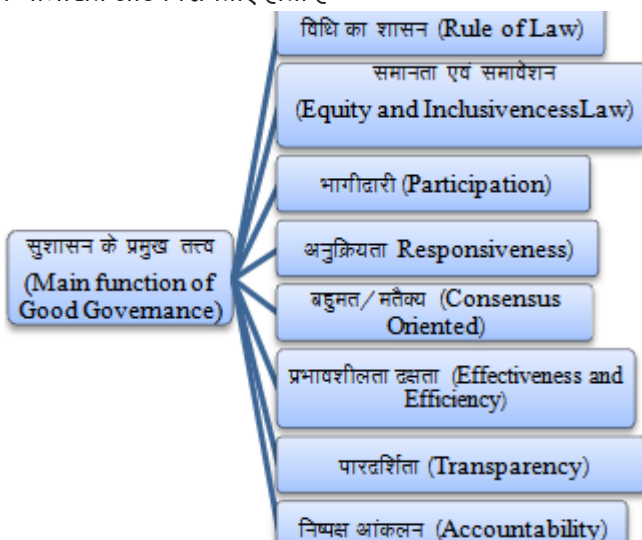 विधि का शासन (Rule of Law)
समानता एवं समावेशन
(Equity and InclusivencessLaw)
भागीदारी (Participation)
सुशासन के प्रमुख तत्त्व
(Main function of
Good Governance)
अनुक्रियता Responsiveness)
बहुमत/मतैक्य (Consensus
Oriented)
प्रभावशीलता दक्षता (Effectiveness and
Efficiency)
पारदर्शिता (Transparency)
निष्पक्ष आंकलन (Accountability)